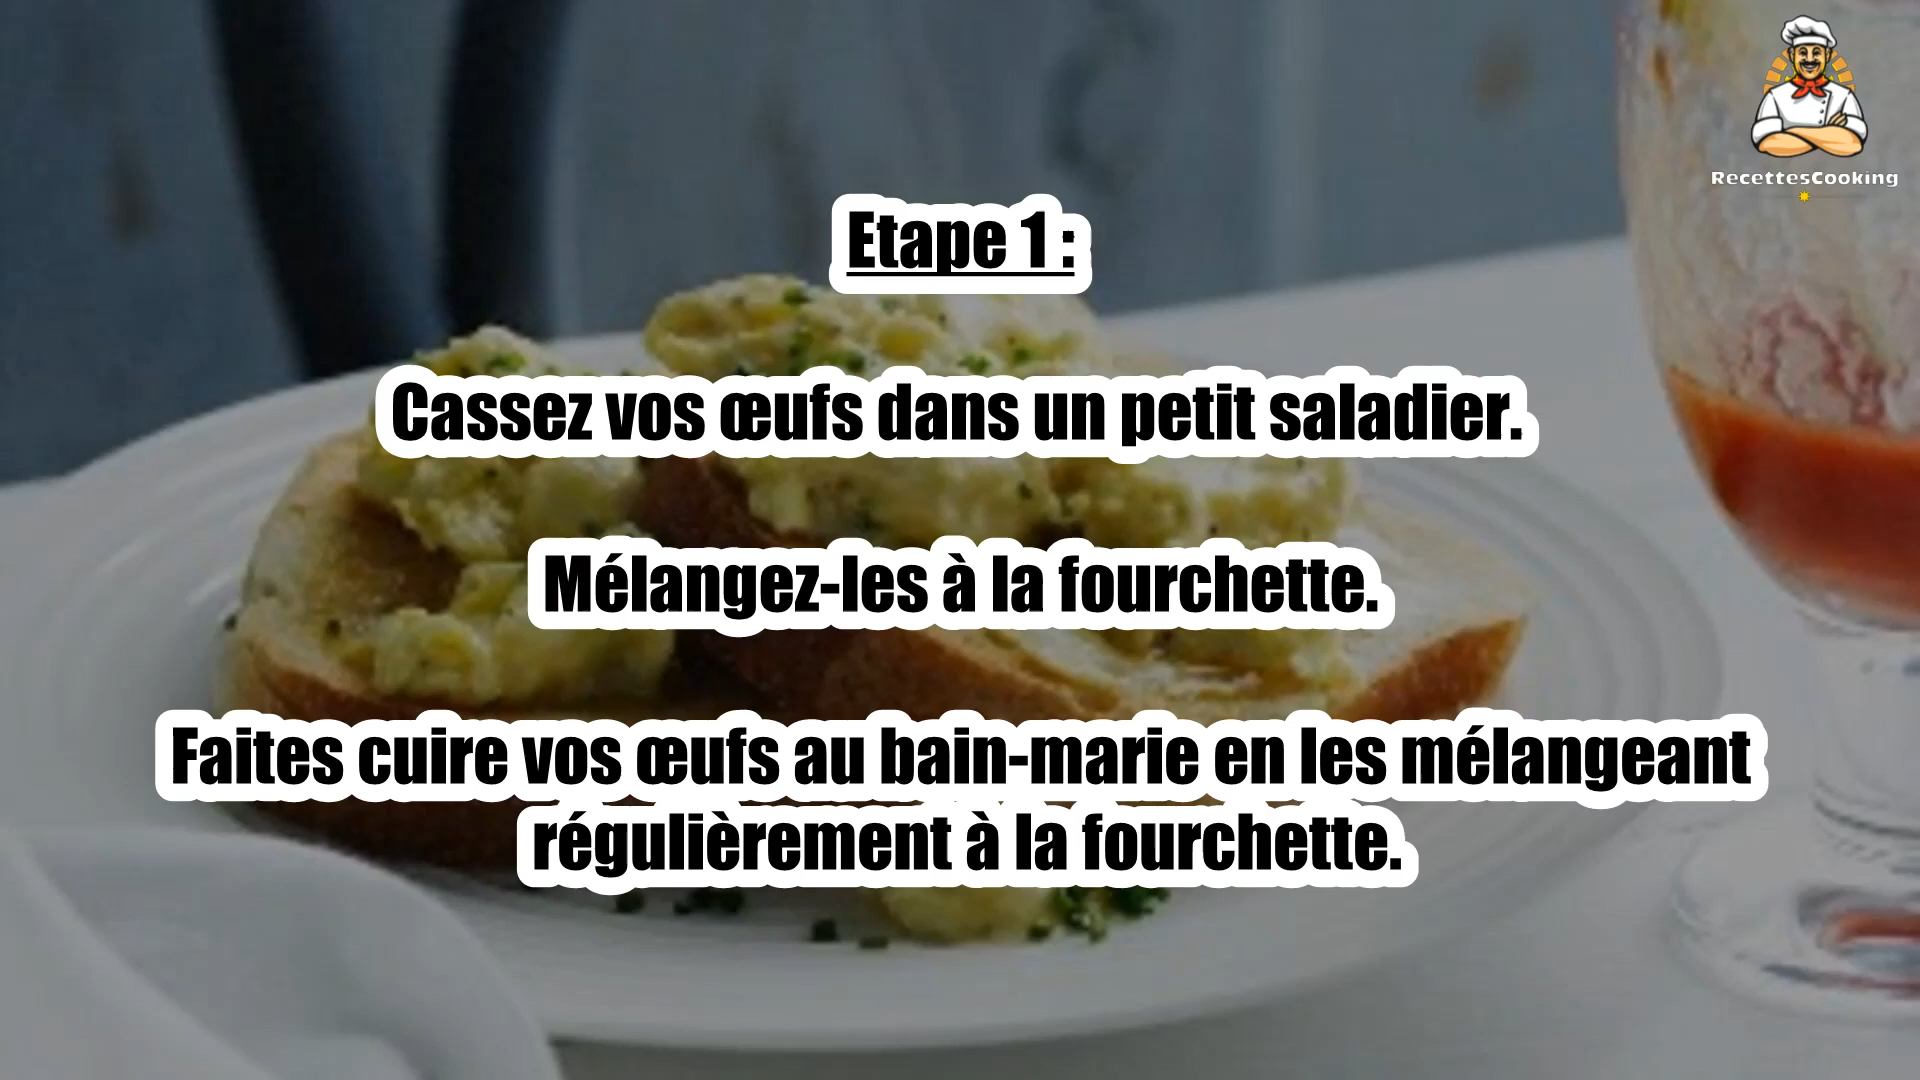 RecettesCooking
Etape 1 :
Cassez vos œufs dans un petit saladier.
Mélangez-les à la fourchette.
Faites cuire vos œufs au bain-marie en les mélangeant
régulièrement à la fourchette.